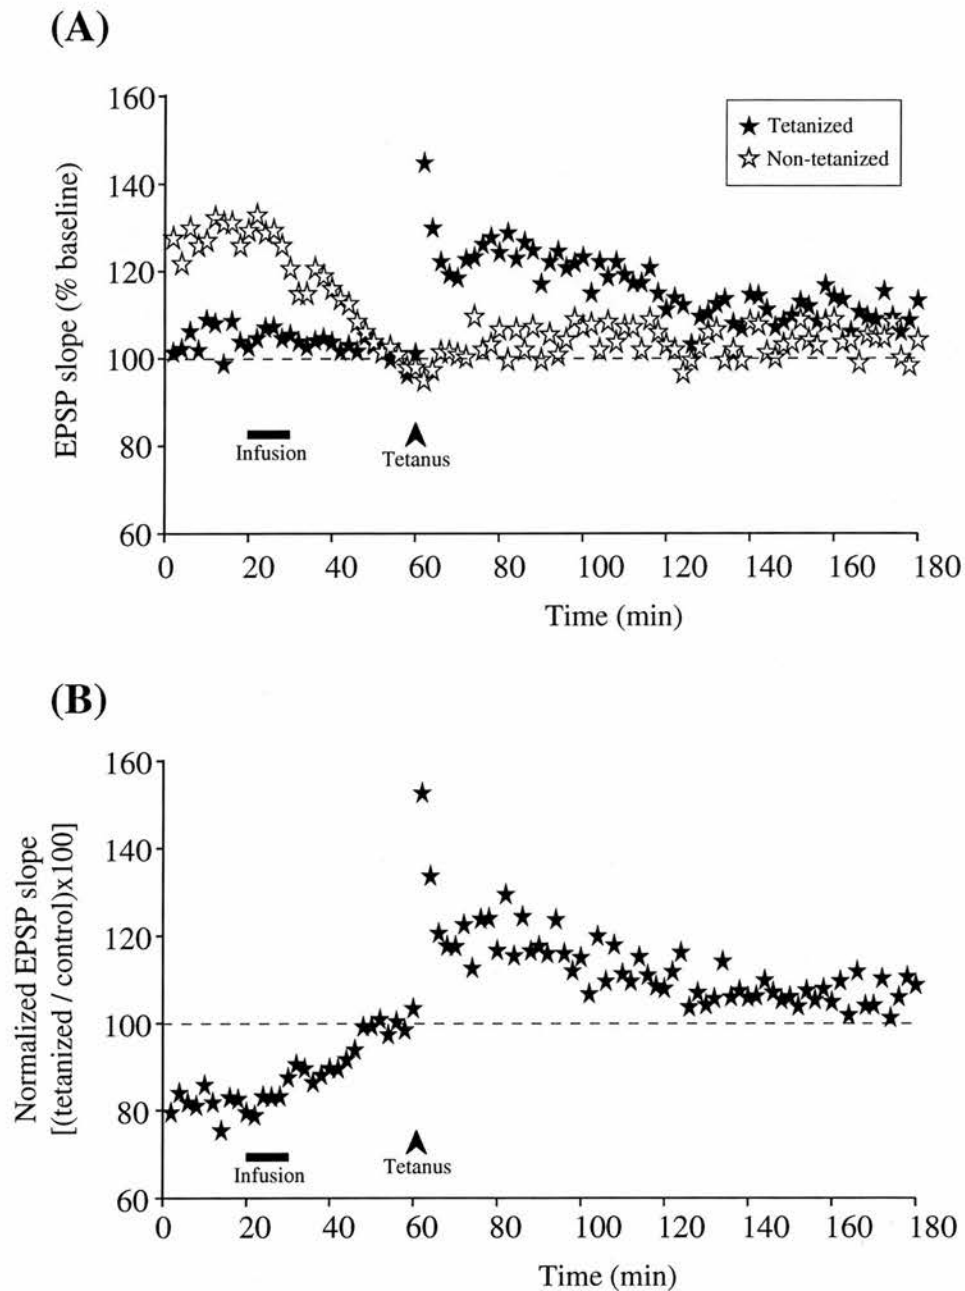 (A)
160
140
120
100
80
60
EPSP slope (% baseline)
Tetanized
Non-tetanized
Infusion
Tetanus
0 20 40 60 80 100 120 140 160 180
Time (min)
(B)
160
140
120
100
80
60
Normalized EPSP slope
[(tetanized / control)x100]
Infusion
Tetanus
0 20 40 60 80 100 120 140 160 180
Time (min)